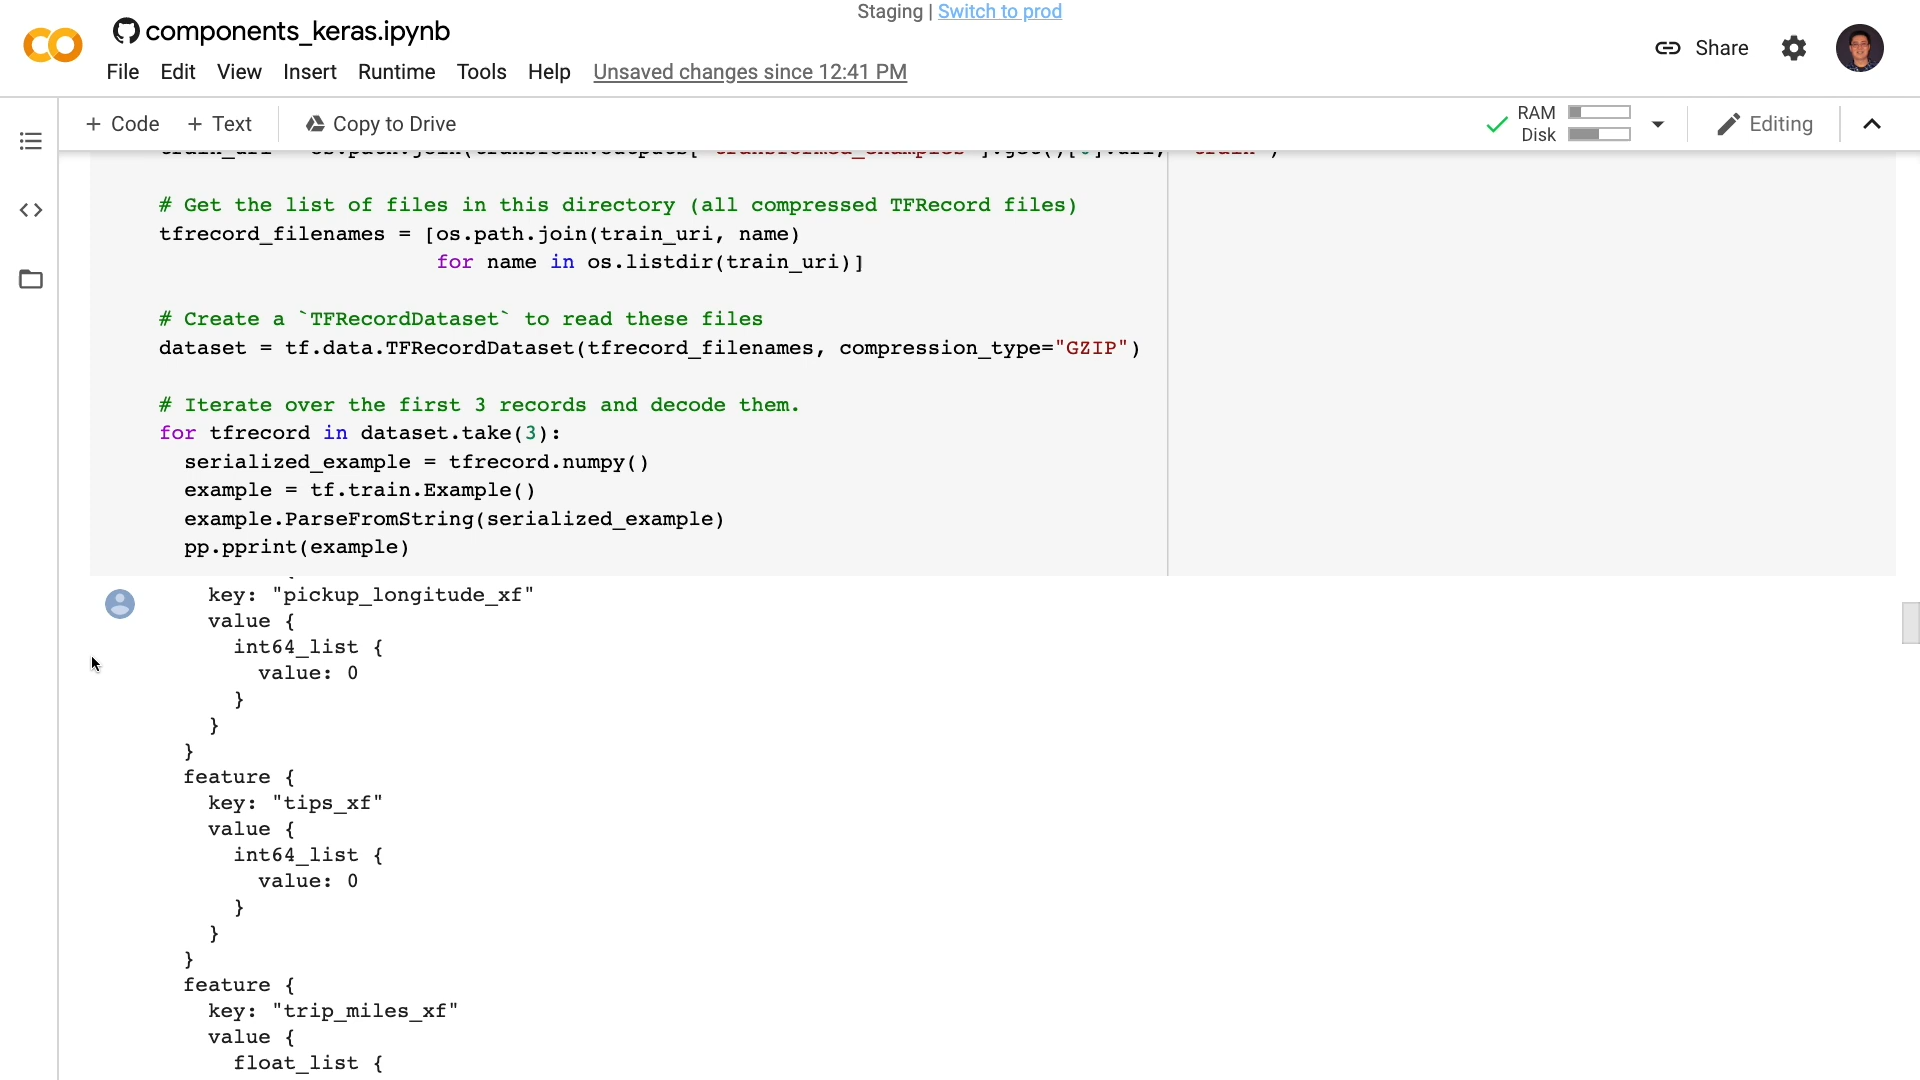 Staging | Switch to prod
components_keras.ipynb
File Edit View Insert Runtime Tools Help Unsaved changes since 12:41 PM
Share
+ Code + Text Copy to Drive
RAM
Disk
Editing
# Get the list of files in this directory (all compressed TFRecord files)
tfrecord_filenames = [os.path.join(train_uri, name)
                      for name in os.listdir(train_uri)]
# Create a `TFRecordDataset` to read these files
dataset = tf.data.TFRecordDataset(tfrecord_filenames, compression_type="GZIP")
# Iterate over the first 3 records and decode them.
for tfrecord in dataset.take(3):
  serialized_example = tfrecord.numpy()
  example = tf.train.Example()
  example.ParseFromString(serialized_example)
  pp.pprint(example)
    key: "pickup_longitude_xf"
    value {
      int64_list {
        value: 0
      }
    }
  }
  feature {
    key: "tips_xf"
    value {
      int64_list {
        value: 0
      }
    }
  }
  feature {
    key: "trip_miles_xf"
    value {
      float_list {